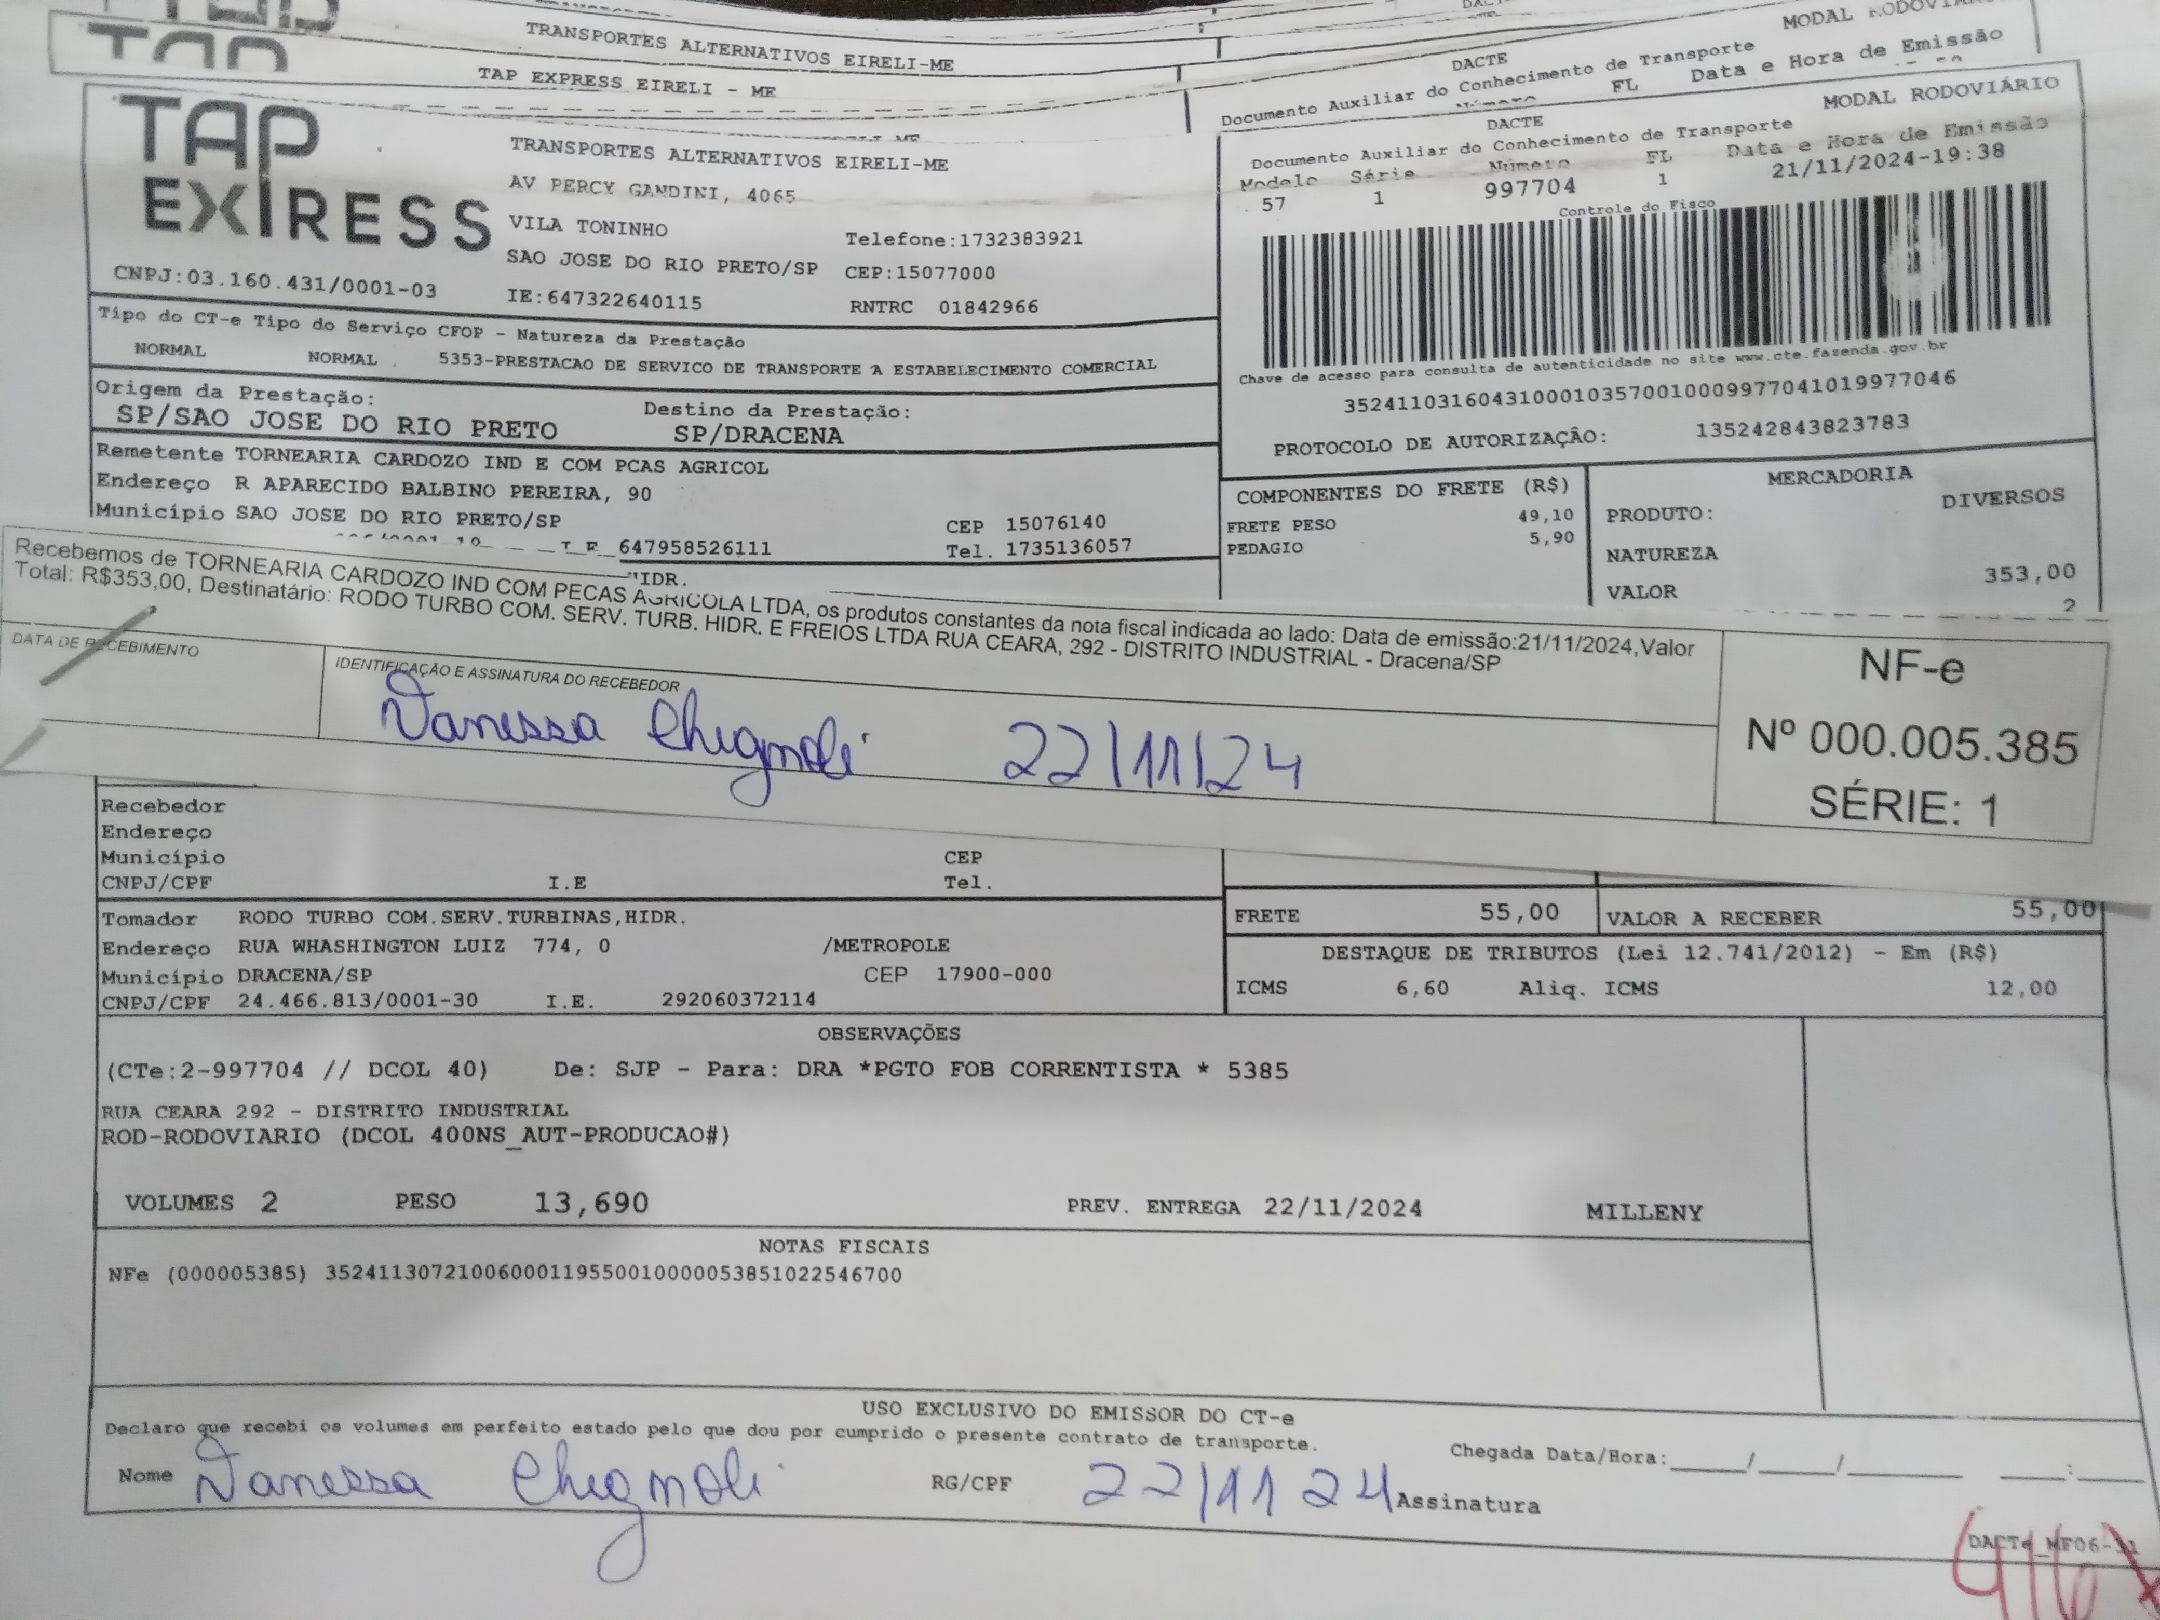 TRANSPORTES ALTERNATIVOS EIRELI-ME
TAP EXPRESS EIRELI - ME
DACTE
MODAL RODOVIÁRIO
Documento Auxiliar do Conhecimento de Transporte
FL Data e Hora de Emissão
TAP EXPRESS
TRANSPORTES ALTERNATIVOS EIRELI-ME
AV PERCY GANDINI, 4065
VILA TONINHO
Telefone:1732383921
SAO JOSE DO RIO PRETO/SP CEP:15077000
CNPJ:03.160.431/0001-03
IE:647322640115
RNTRC 01842966
DACTE
MODAL RODOVIÁRIO
Documento Auxiliar do Conhecimento de Transporte
Modelo Série Número FL Data e Hora de Emissão
57 1 997704 1 21/11/2024-19:38
Controle do Fisco
Chave de acesso para consulta de autenticidade no site www.cte.fazenda.gov.br
35241103160431000103570010009977041019977046
PROTOCOLO DE AUTORIZAÇÃO: 135242843823783
Tipo do CT-e Tipo do Serviço CFOP - Natureza da Prestação
NORMAL NORMAL 5353-PRESTACAO DE SERVICO DE TRANSPORTE A ESTABELECIMENTO COMERCIAL
Origem da Prestação: Destino da Prestação:
SP/SAO JOSE DO RIO PRETO SP/DRACENA
Remetente TORNEARIA CARDOZO IND E COM PCAS AGRICOL
Endereço R APARECIDO BALBINO PEREIRA, 90
Município SAO JOSE DO RIO PRETO/SP CEP 15076140
647958526111 Tel. 1735136057
COMPONENTES DO FRETE (R$)
FRETE PESO 49,10
PEDAGIO 5,90
MERCADORIA
PRODUTO: DIVERSOS
NATUREZA
VALOR 353,00
2
HIDR.
Recebemos de TORNEARIA CARDOZO IND COM PECAS AGRICOLA LTDA, os produtos constantes da nota fiscal indicada ao lado: Data de emissão:21/11/2024,Valor
Total: R$353,00, Destinatário: RODO TURBO COM. SERV. TURB. HIDR. E FREIOS LTDA RUA CEARA, 292 - DISTRITO INDUSTRIAL - Dracena/SP
DATA DE RECEBIMENTO
IDENTIFICAÇÃO E ASSINATURA DO RECEBEDOR
Vanessa Chignoli 22/11/24
NF-e
Nº 000.005.385
SÉRIE: 1
Recebedor
Endereço
Município CEP
CNPJ/CPF I.E Tel.
Tomador RODO TURBO COM.SERV.TURBINAS,HIDR.
Endereço RUA WHASHINGTON LUIZ 774, 0 /METROPOLE
Município DRACENA/SP CEP 17900-000
CNPJ/CPF 24.466.813/0001-30 I.E. 292060372114
FRETE 55,00 VALOR A RECEBER 55,00
DESTAQUE DE TRIBUTOS (Lei 12.741/2012) - Em (R$)
ICMS 6,60 Aliq. ICMS 12,00
OBSERVAÇÕES
(CTe:2-997704 // DCOL 40) De: SJP - Para: DRA *PGTO FOB CORRENTISTA * 5385
RUA CEARA 292 - DISTRITO INDUSTRIAL
ROD-RODOVIARIO (DCOL 400NS_AUT-PRODUCAO#)
VOLUMES 2 PESO 13,690 PREV. ENTREGA 22/11/2024 MILLENY
NOTAS FISCAIS
NFe (000005385) 35241130721006000119550010000053851022546700
USO EXCLUSIVO DO EMISSOR DO CT-e
Declaro que recebi os volumes em perfeito estado pelo que dou por cumprido o presente contrato de transporte.
Chegada Data/Hora:_____/_____/_______ ___:____
Nome Vanessa Chignoli RG/CPF 22/11 24 Assinatura